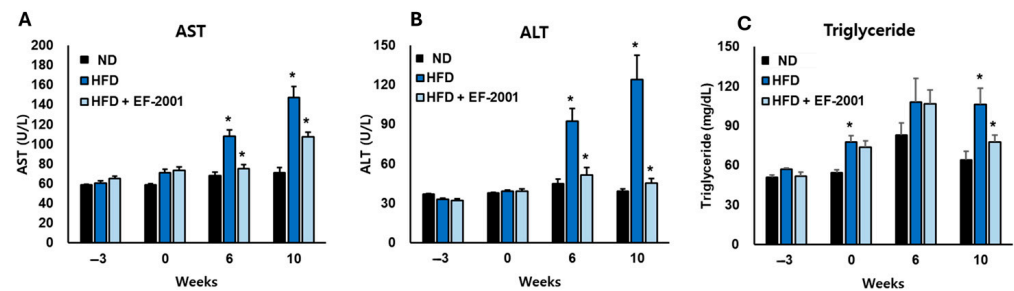 A
AST
200
180
160
140
120
100
80
60
40
20
0
AST (U/L)
ND
HFD
HFD + EF-2001
*
*
*
*
–3
0
6
10
Weeks
B
ALT
150
120
90
60
30
0
ALT (U/L)
ND
HFD
HFD + EF-2001
*
*
*
*
–3
0
6
10
Weeks
C
Triglyceride
150
120
90
60
30
0
Triglyceride (mg/dL)
ND
HFD
HFD + EF-2001
*
*
*
–3
0
6
10
Weeks